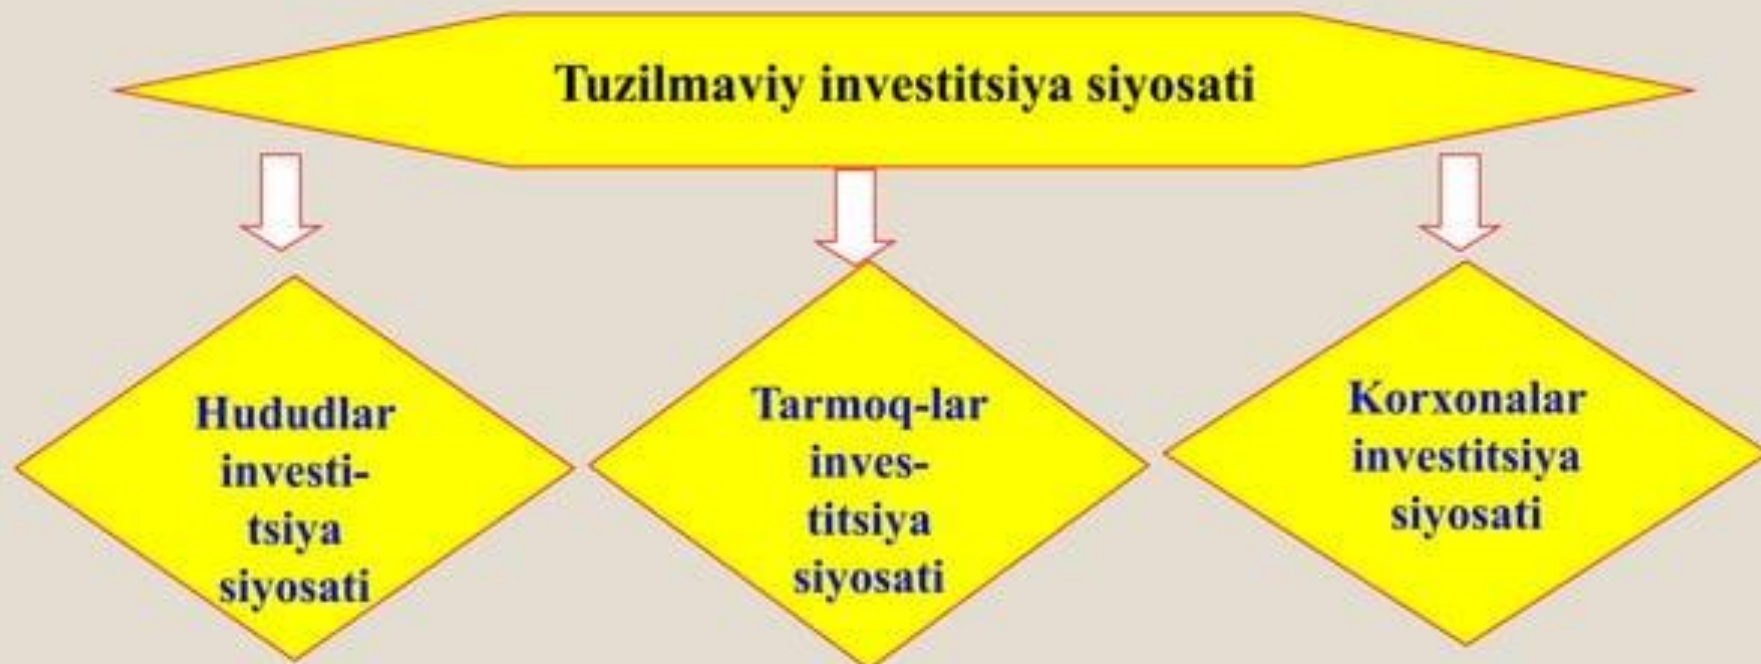 Tuzilmaviy investitsiya siyosati
Hududlar
investi-
tsiya
siyosati
Tarmoq-lar
inves-
titsiya
siyosati
Korxonalar
investitsiya
siyosati